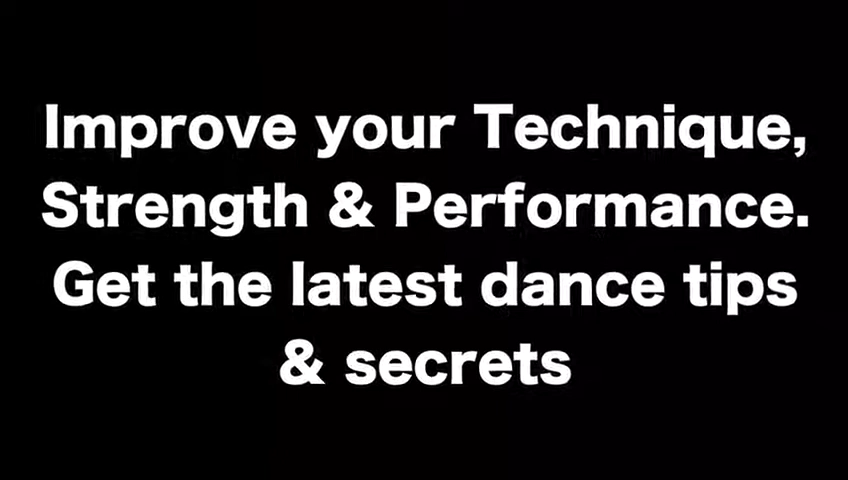 Improve your Technique,
Strength & Performance.
Get the latest dance tips
& secrets